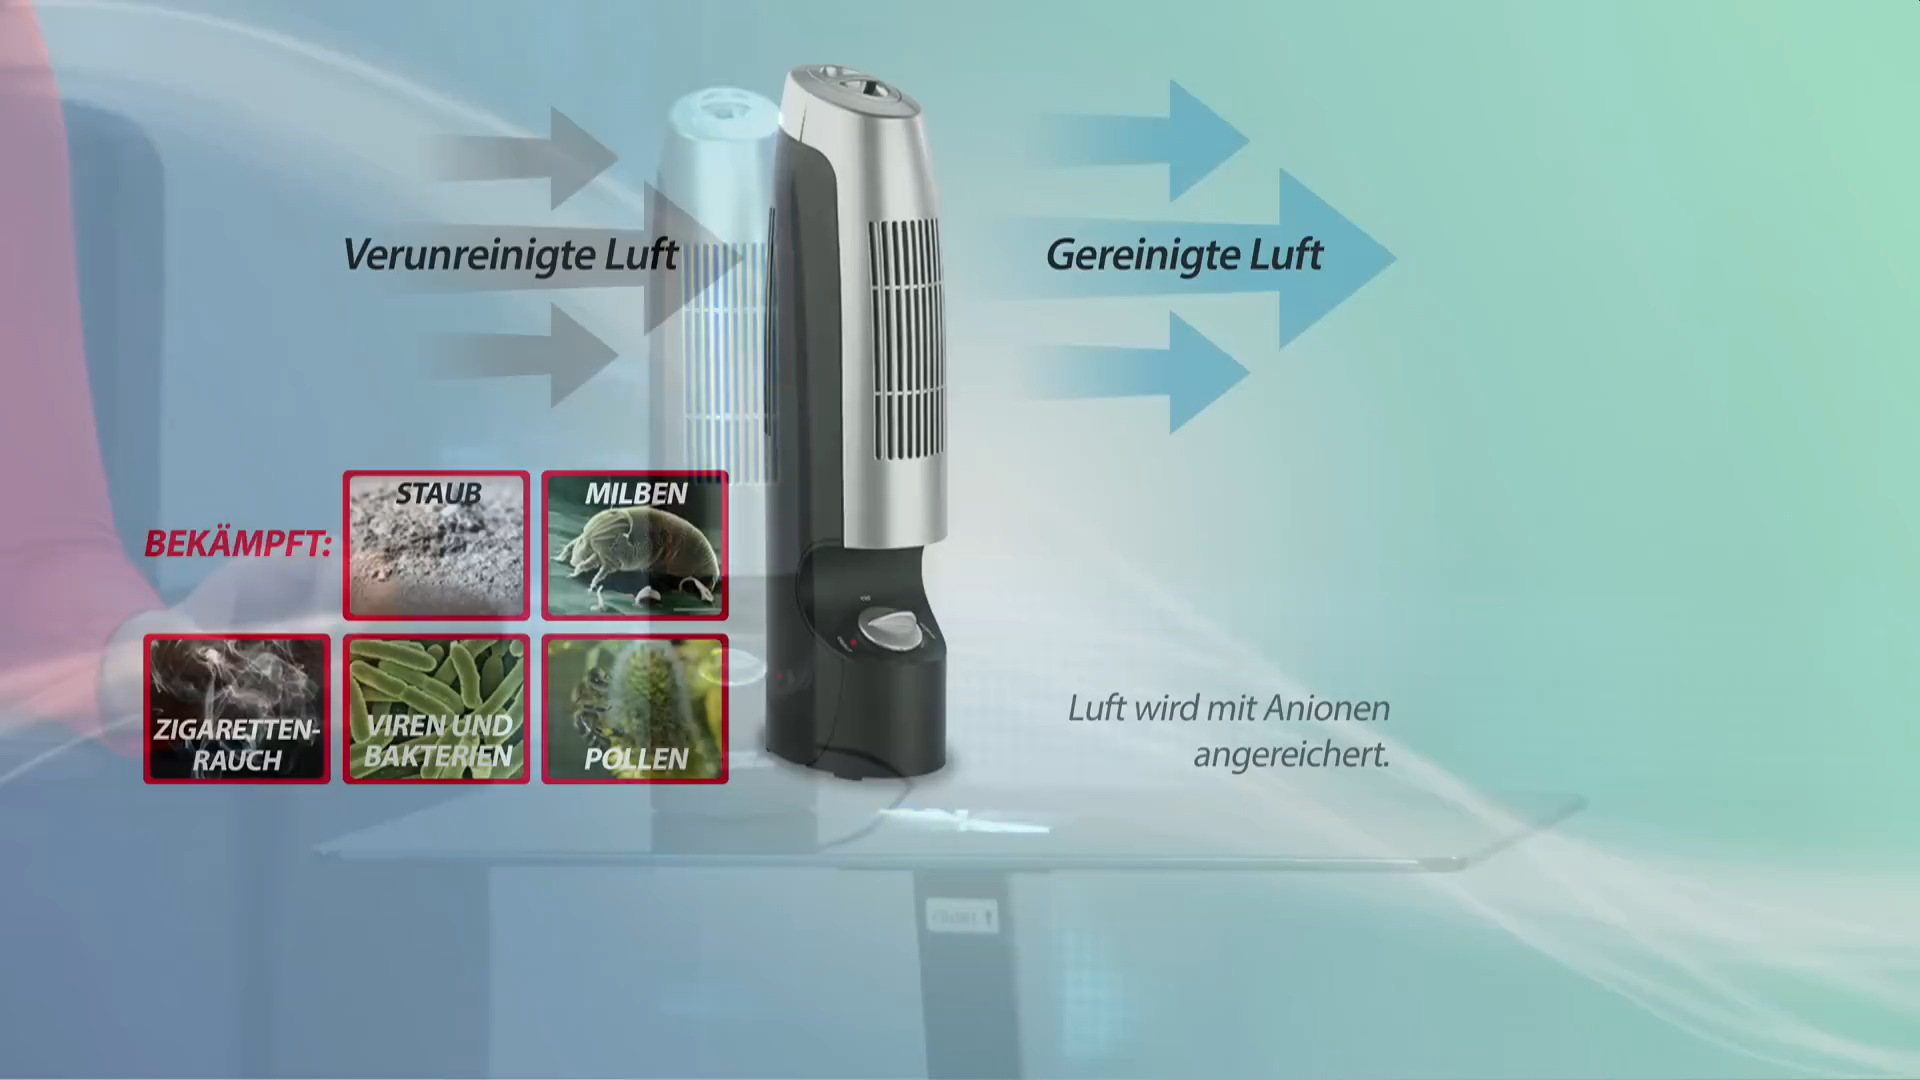 Verunreinigte Luft
Gereinigte Luft
BEKÄMPFT:
STAUB
MILBEN
ZIGARETTEN-
RAUCH
VIREN UND
BAKTERIEN
POLLEN
Luft wird mit Anionen
angereichert.